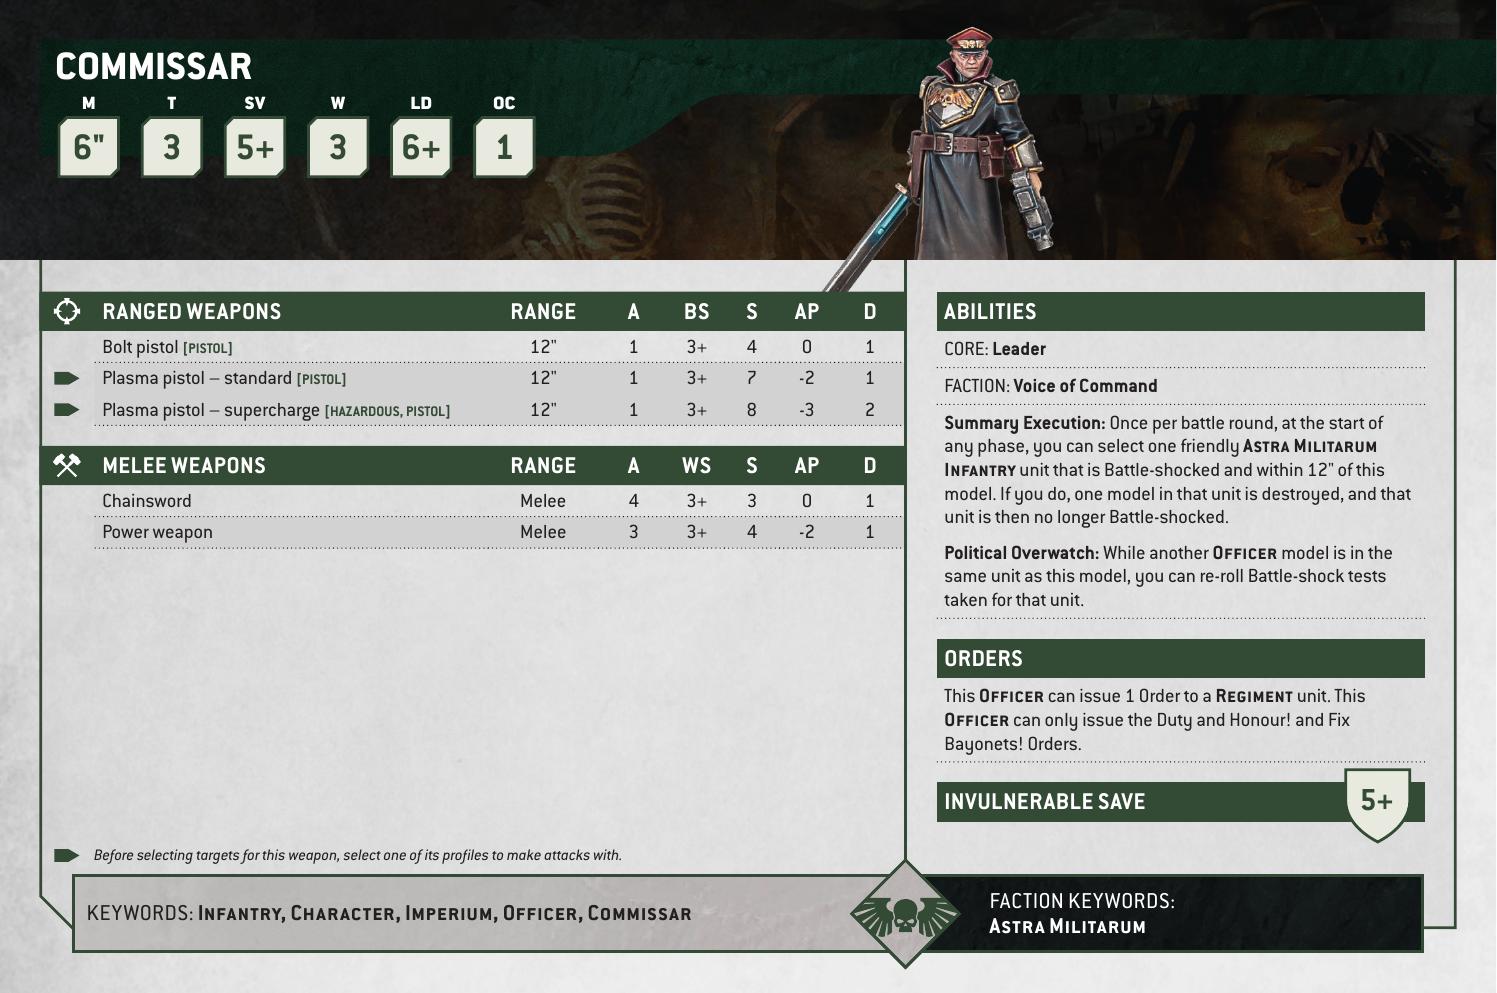 COMMISSAR
M T SV W LD OC
6" 3 5+ 3 6+ 1
RANGED WEAPONS RANGE A BS S AP D
Bolt pistol [PISTOL] 12" 1 3+ 4 0 1
Plasma pistol – standard [PISTOL] 12" 1 3+ 7 -2 1
Plasma pistol – supercharge [HAZARDOUS, PISTOL] 12" 1 3+ 8 -3 2
MELEE WEAPONS RANGE A WS S AP D
Chainsword Melee 4 3+ 3 0 1
Power weapon Melee 3 3+ 4 -2 1
Before selecting targets for this weapon, select one of its profiles to make attacks with.
ABILITIES
CORE: Leader
FACTION: Voice of Command
Summary Execution: Once per battle round, at the start of
any phase, you can select one friendly ASTRA MILITARUM
INFANTRY unit that is Battle-shocked and within 12" of this
model. If you do, one model in that unit is destroyed, and that
unit is then no longer Battle-shocked.
Political Overwatch: While another OFFICER model is in the
same unit as this model, you can re-roll Battle-shock tests
taken for that unit.
ORDERS
This OFFICER can issue 1 Order to a REGIMENT unit. This
OFFICER can only issue the Duty and Honour! and Fix
Bayonets! Orders.
INVULNERABLE SAVE 5+
KEYWORDS: INFANTRY, CHARACTER, IMPERIUM, OFFICER, COMMISSAR
FACTION KEYWORDS:
ASTRA MILITARUM